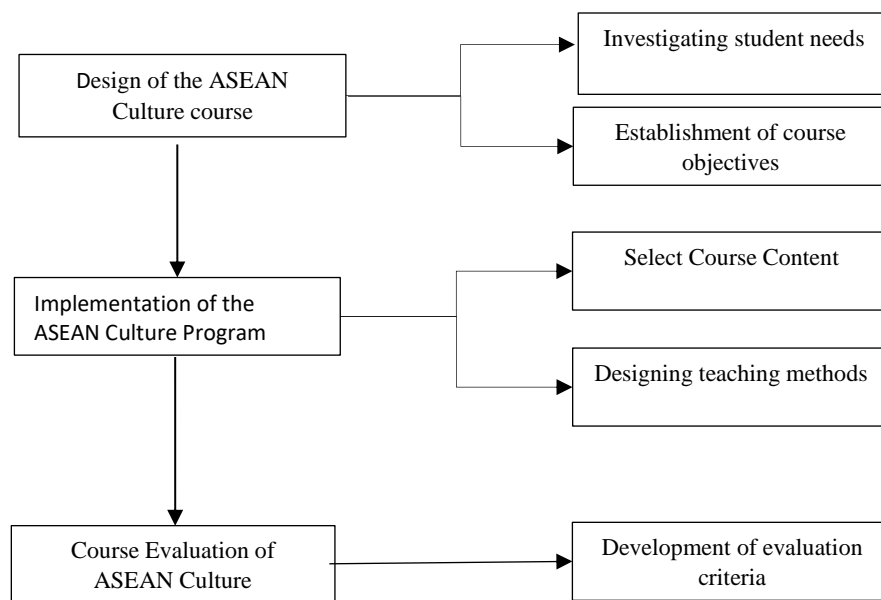 Design of the ASEAN
Culture course
Investigating student needs
Establishment of course
objectives
Implementation of the
ASEAN Culture Program
Select Course Content
Designing teaching methods
Course Evaluation of
ASEAN Culture
Development of evaluation
criteria